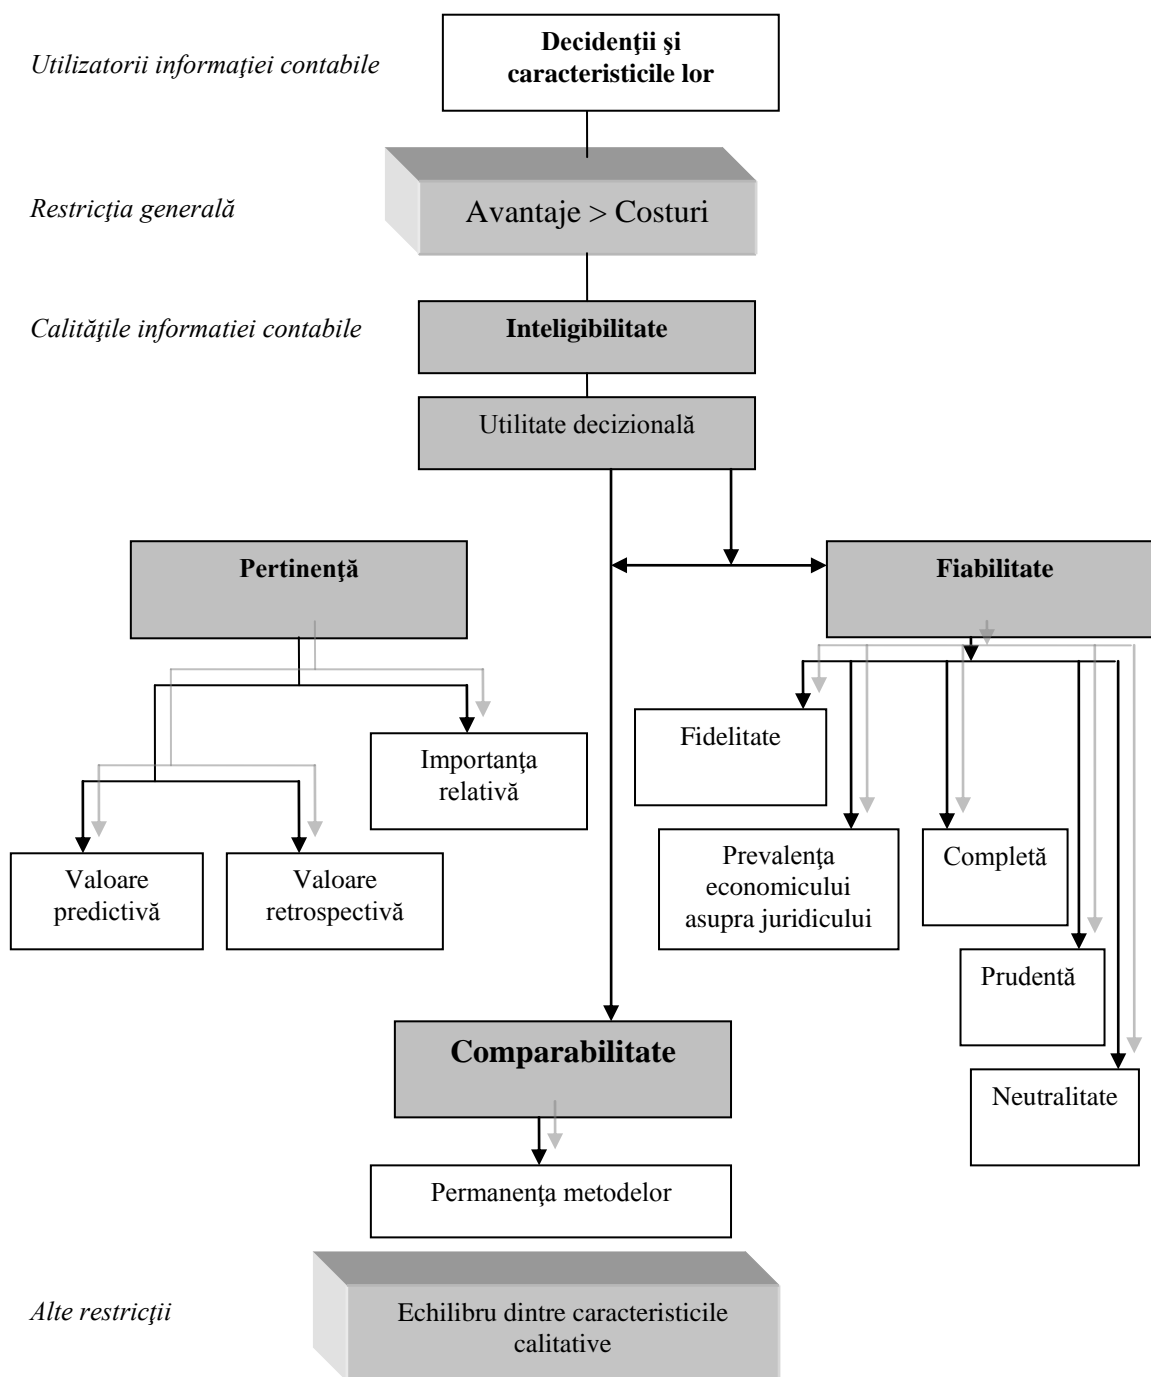 Decidenţii şi
caracteristicile lor
Utilizatorii informaţiei contabile
Restricţia generală
Avantaje > Costuri
Calităţile informatiei contabile
Inteligibilitate
Utilitate decizională
Pertinenţă
Fiabilitate
Fidelitate
Importanţa
relativă
Valoare
predictivă
Valoare
retrospectivă
Prevalenţa
economicului
asupra juridicului
Completă
Prudentă
Comparabilitate
Neutralitate
Permanenţa metodelor
Alte restricţii
Echilibru dintre caracteristicile
calitative